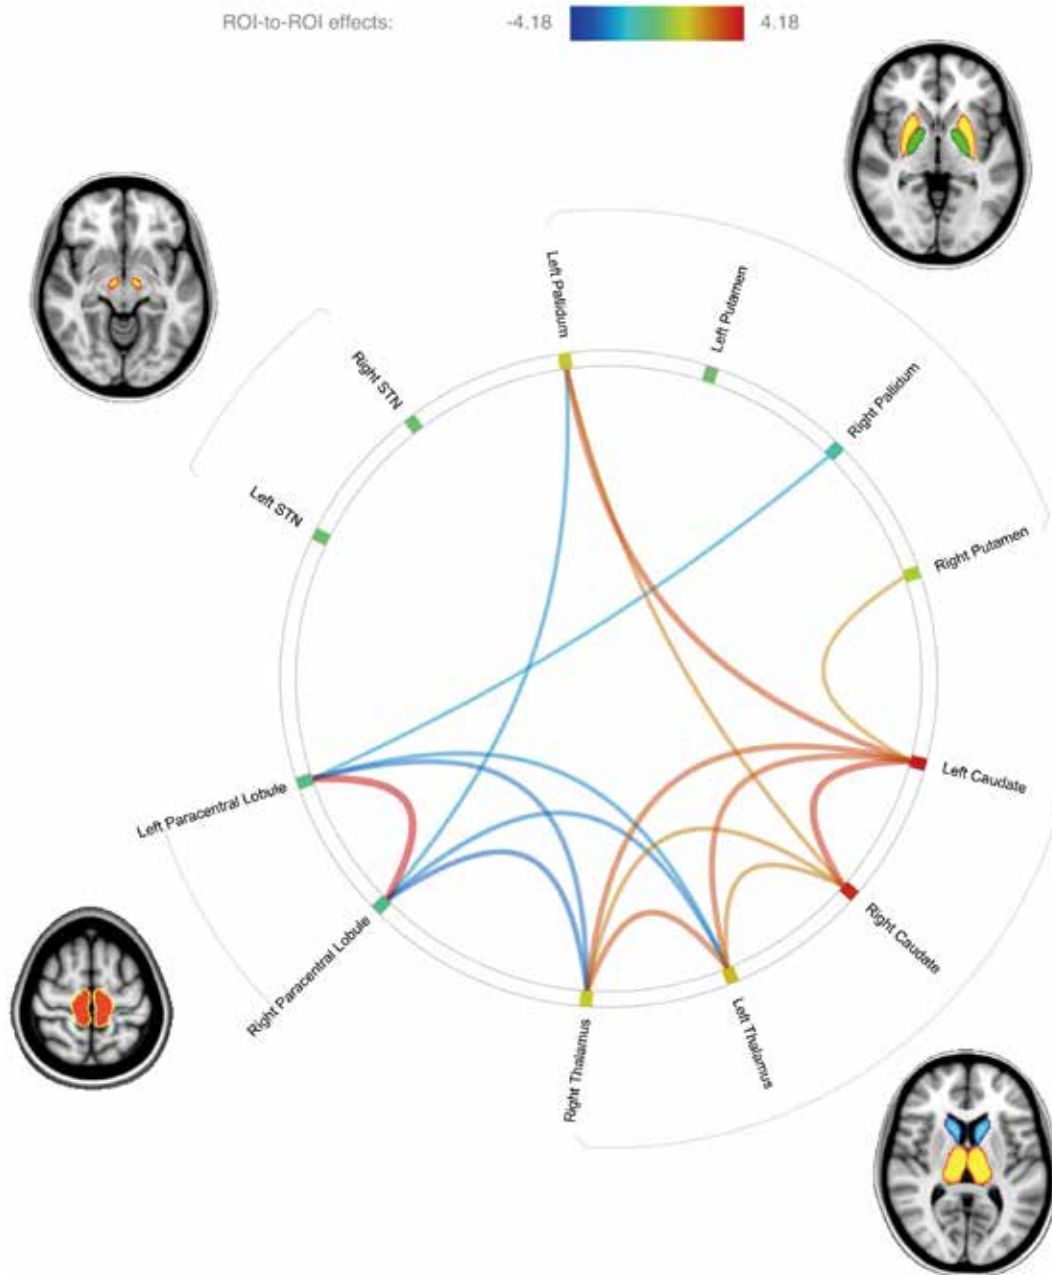 ROI-to-ROI effects: -4.18 4.18
Left Pallidum
Left Putamen
Right Pallidum
Right Putamen
Right STN
Left STN
Left Paracentral Lobule
Right Paracentral Lobule
Right Thalamus
Left Thalamus
Right Caudate
Left Caudate